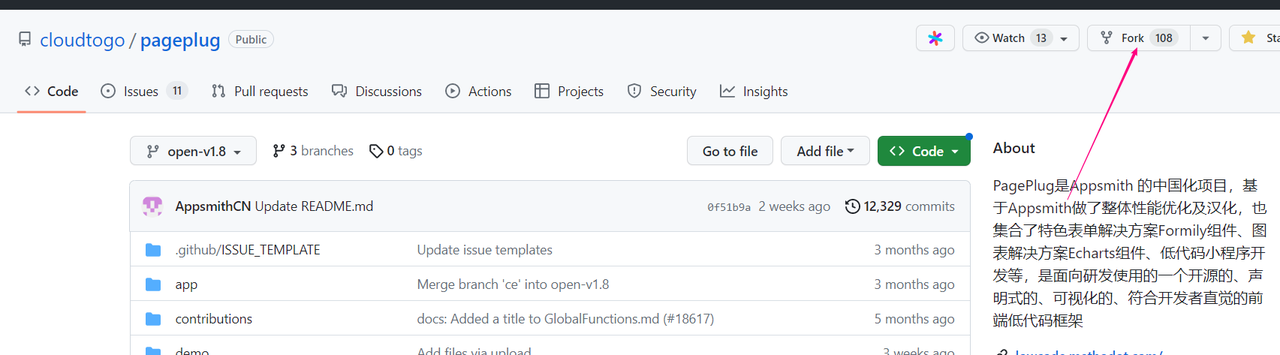 cloudtogo / pageplug Public
Watch 13 Fork 108 Sta
Code Issues 11 Pull requests Discussions Actions Projects Security Insights
open-v1.8 3 branches 0 tags Go to file Add file Code
About
AppsmithCN Update README.md 0f51b9a 2 weeks ago 12,329 commits
.github/ISSUE_TEMPLATE Update issue templates 3 months ago
app Merge branch 'ce' into open-v1.8 3 months ago
contributions docs: Added a title to GlobalFunctions.md (#18617) 5 months ago
demo Add files via upload 3 weeks ago
PagePlug是Appsmith 的中国化项目，基
于Appsmith做了整体性能优化及汉化，也
集合了特色表单解决方案Formily组件、图
表解决方案Echarts组件、低代码小程序开
发等，是面向研发使用的一个开源的、声
明式的、可视化的、符合开发者直觉的前
端低代码框架